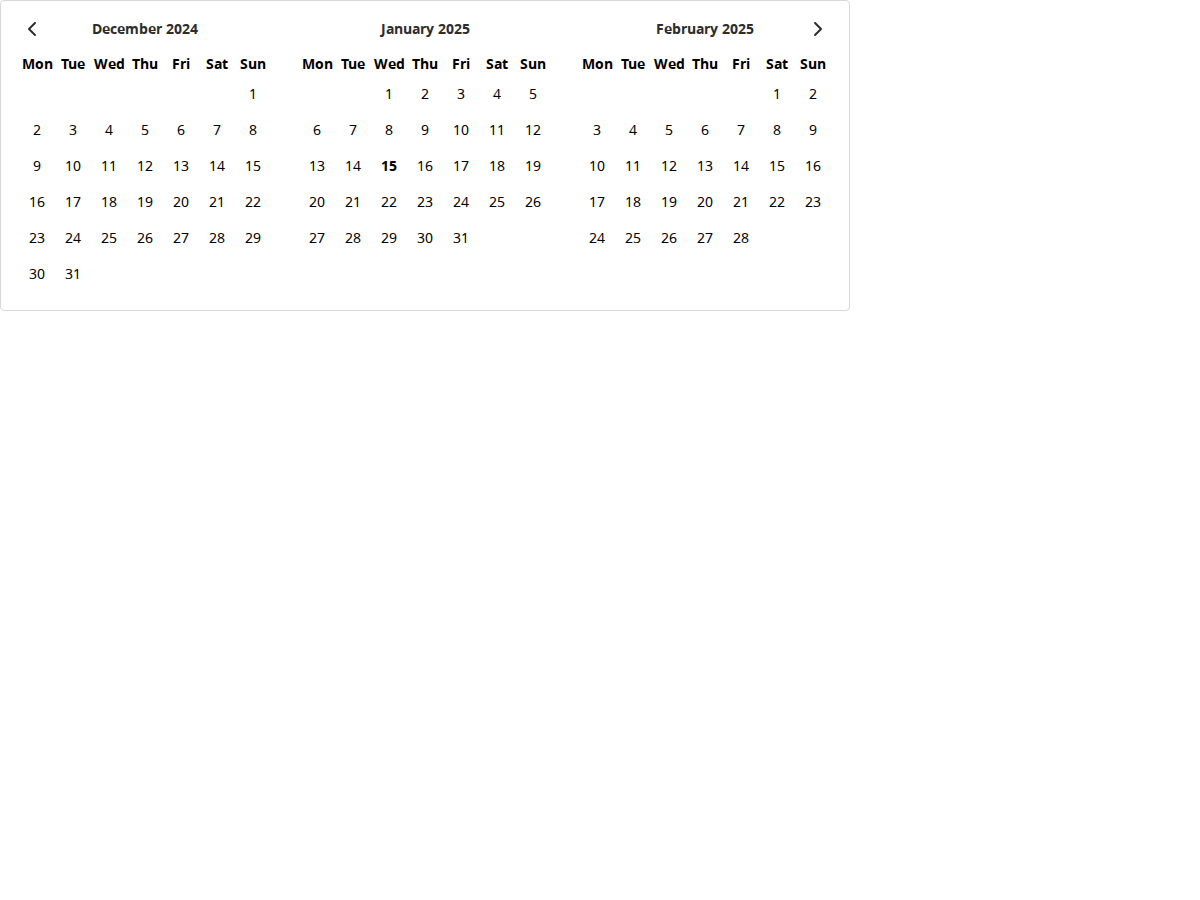 December 2024
Mon Tue Wed Thu Fri Sat Sun
1
2 3 4 5 6 7 8
9 10 11 12 13 14 15
16 17 18 19 20 21 22
23 24 25 26 27 28 29
30 31
January 2025
Mon Tue Wed Thu Fri Sat Sun
1 2 3 4 5
6 7 8 9 10 11 12
13 14 15 16 17 18 19
20 21 22 23 24 25 26
27 28 29 30 31
February 2025
Mon Tue Wed Thu Fri Sat Sun
1 2
3 4 5 6 7 8 9
10 11 12 13 14 15 16
17 18 19 20 21 22 23
24 25 26 27 28